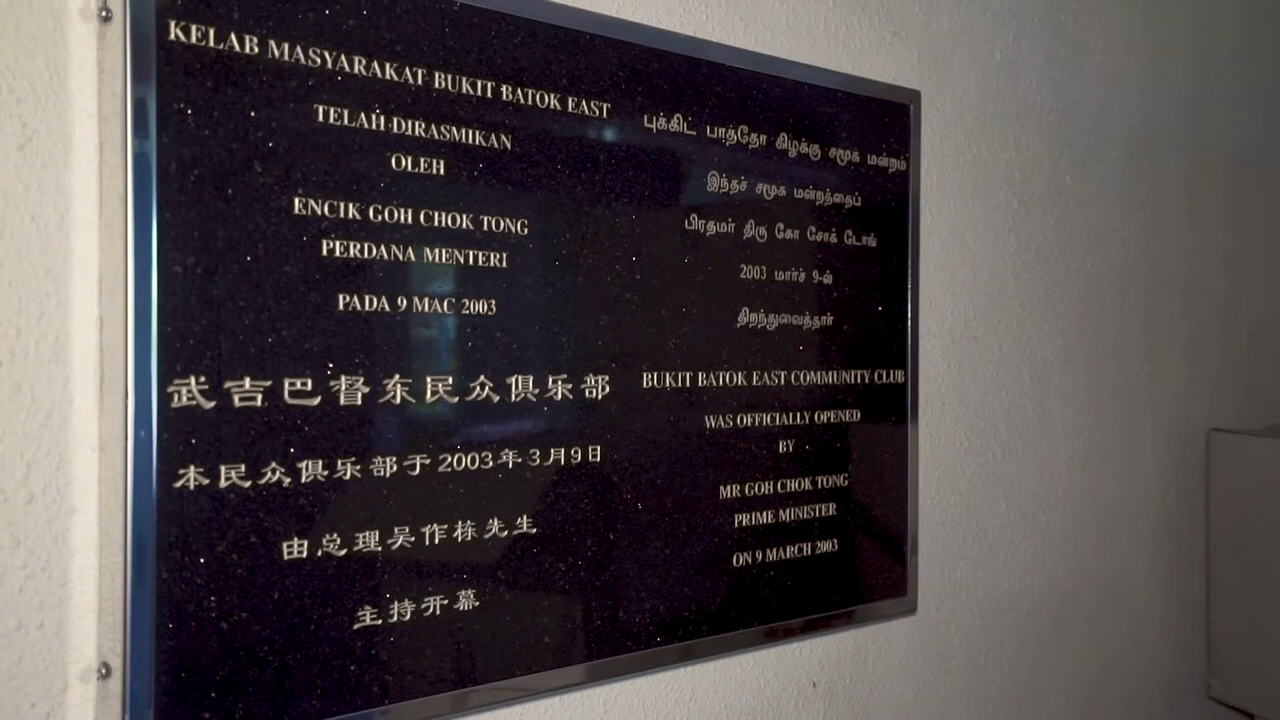 KELAB MASYARAKAT BUKIT BATOK EAST
TELAH DIRASMIKAN
OLEH
ENCIK GOH CHOK TONG
PERDANA MENTERI
PADA 9 MAC 2003
புக்கிட் பாத்தோ கிழக்கு சமூக மன்றம்
இந்தச் சமூக மன்றத்தைப்
பிரதமர் திரு கோ சோக் டோங்
2003 மார்ச் 9-ல்
திறந்துவைத்தார்
武吉巴督东民众俱乐部
本民众俱乐部于2003年3月9日
由总理吴作栋先生
主持开幕
BUKIT BATOK EAST COMMUNITY CLUB
WAS OFFICIALLY OPENED
BY
MR GOH CHOK TONG
PRIME MINISTER
ON 9 MARCH 2003